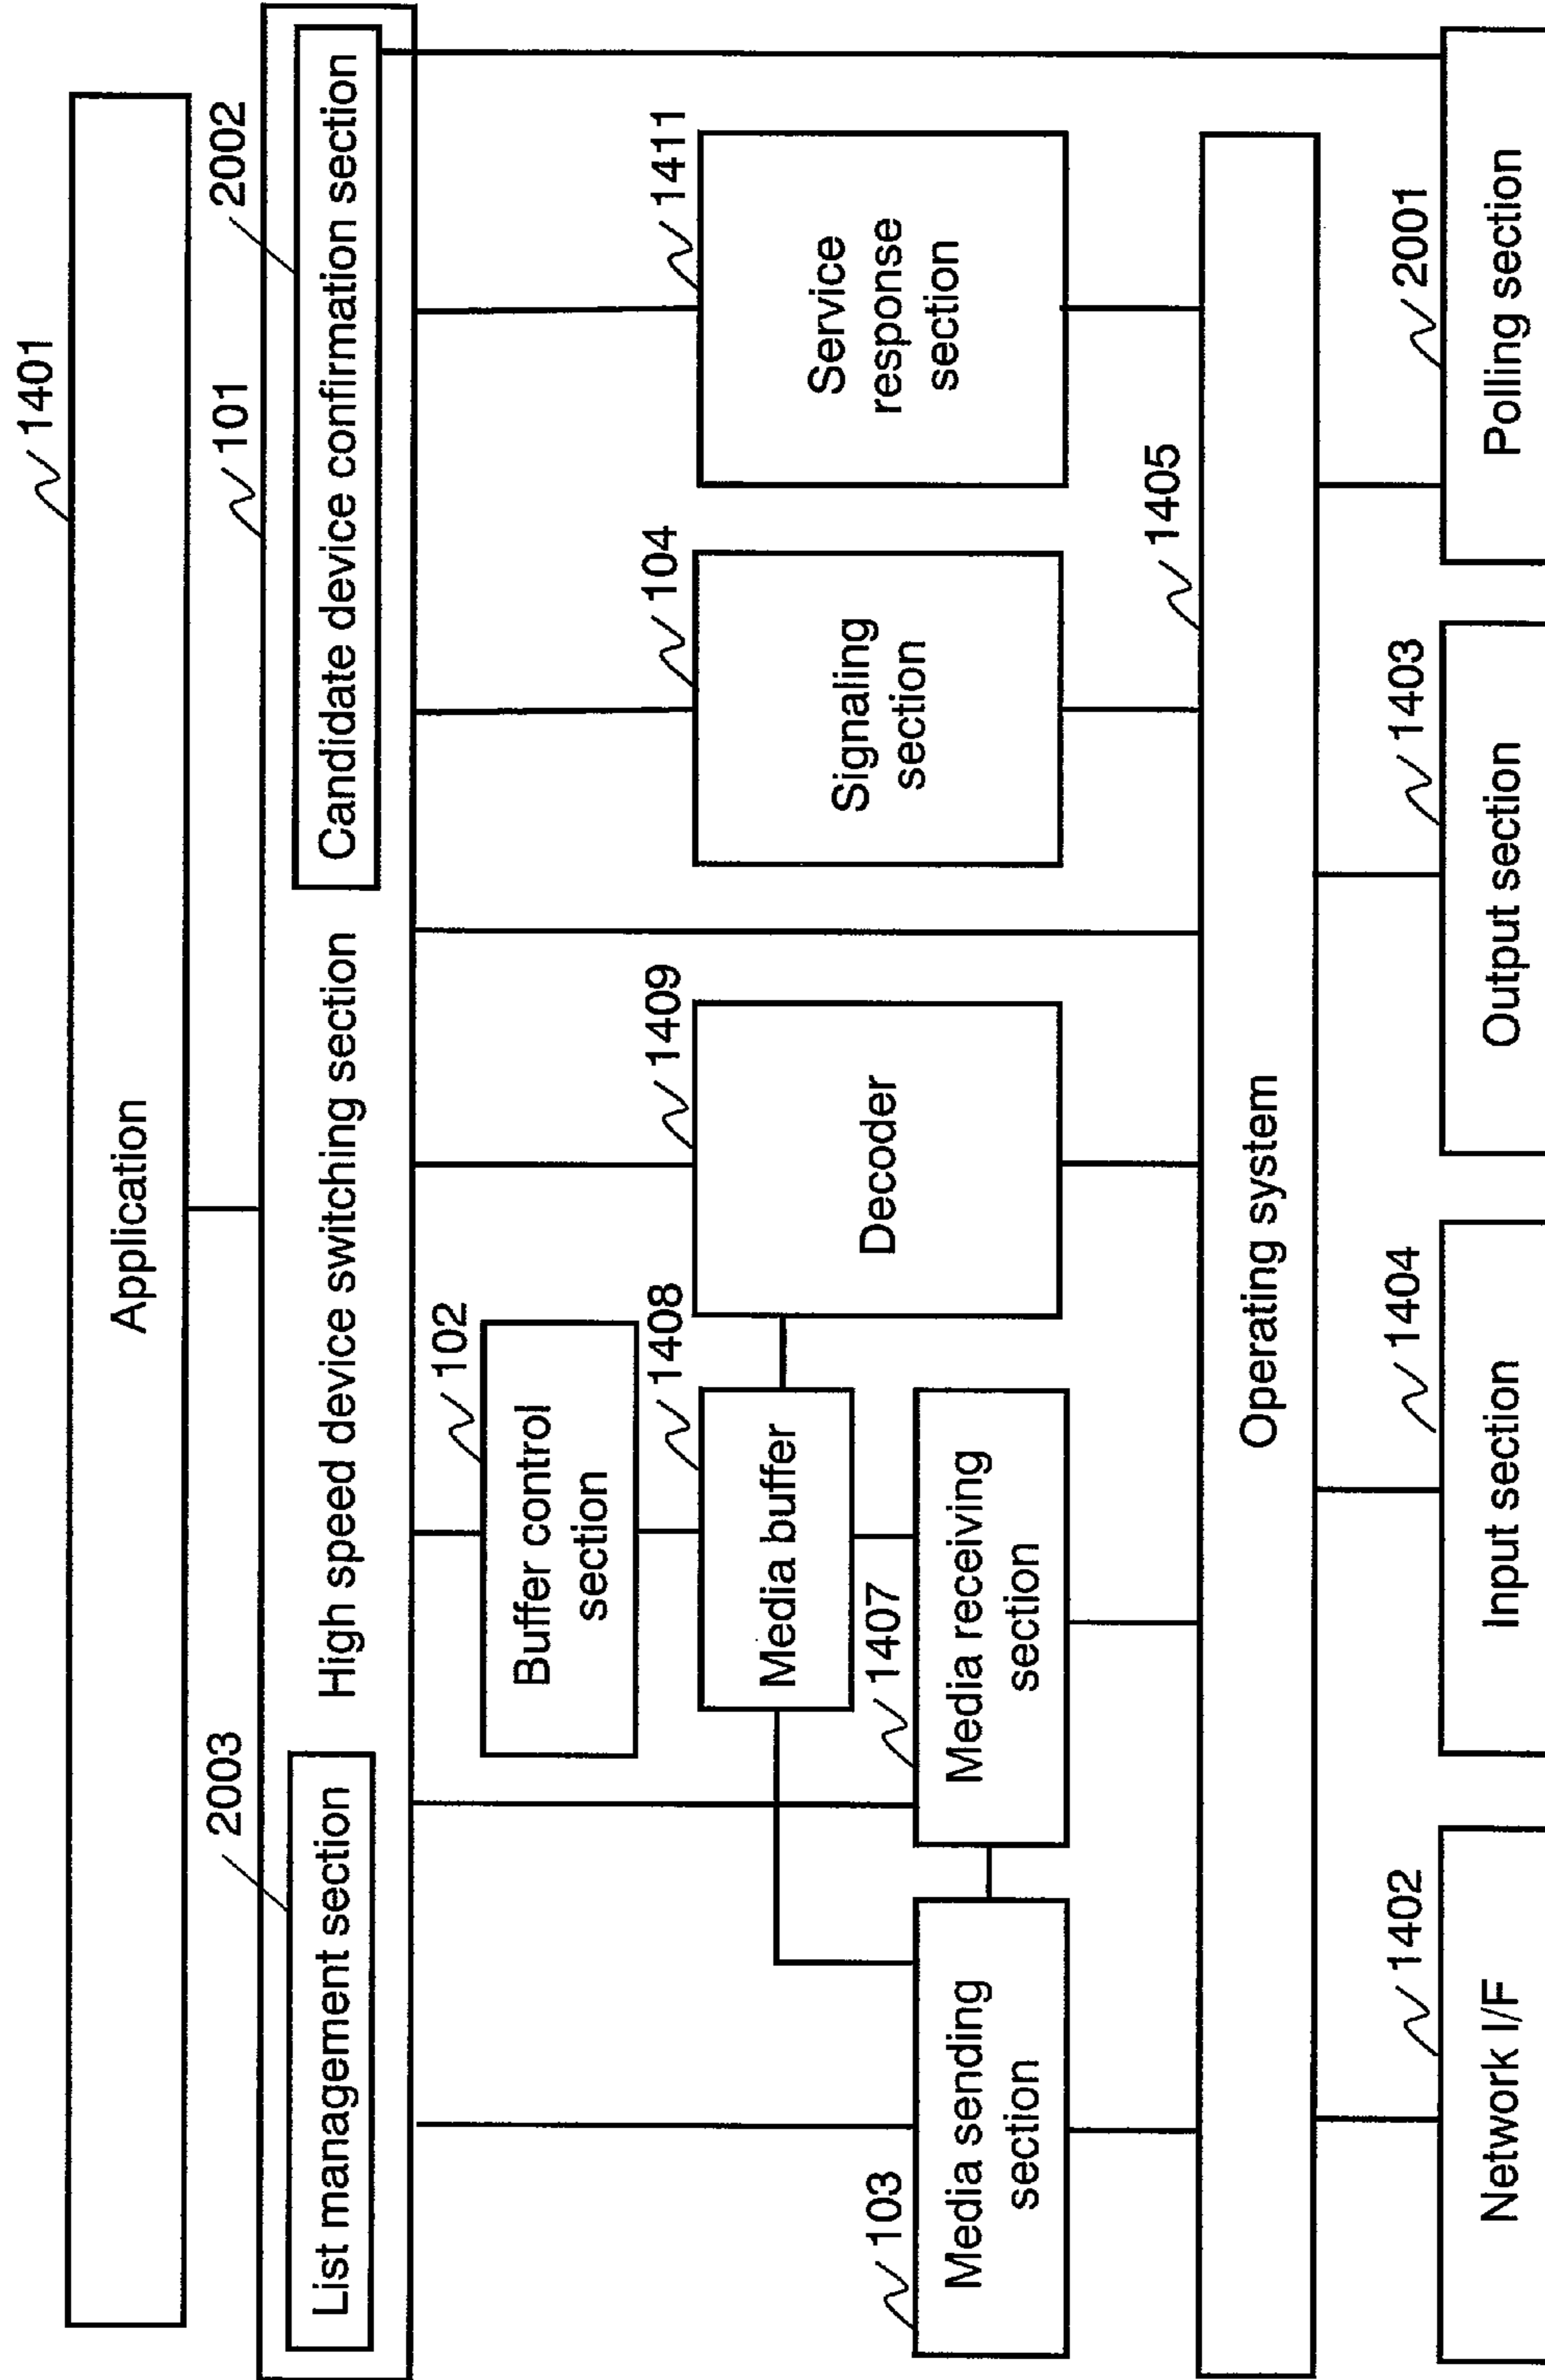 1401
Application
101
2003
List management section
High speed device switching section
2002
Candidate device confirmation section
102
Buffer control
section
1408
Media buffer
1409
Decoder
104
Signaling
section
1411
Service
response
section
103
Media sending
section
1407
Media receiving
section
1405
Operating system
1402
Network I/F
1404
Input section
1403
Output section
2001
Polling section